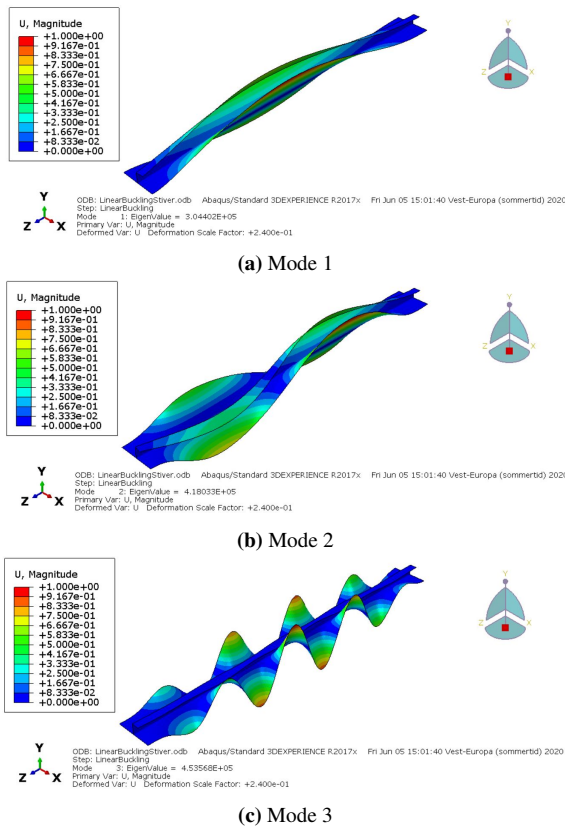 U, Magnitude
+1.000e+00
+9.167e-01
+8.333e-01
+7.500e-01
+6.667e-01
+5.833e-01
+5.000e-01
+4.167e-01
+3.333e-01
+2.500e-01
+1.667e-01
+8.333e-02
+0.000e+00
Y
Z
X
Y
Z X
ODB: LinearBucklingStiver.odb Abaqus/Standard 3DEXPERIENCE R2017x Fri Jun 05 15:01:40 Vest-Europa (sommertid) 2020
Step: LinearBuckling
Mode 1: EigenValue = 3.04402E+05
Primary Var: U, Magnitude
Deformed Var: U Deformation Scale Factor: +2.400e-01
(a) Mode 1
U, Magnitude
+1.000e+00
+9.167e-01
+8.333e-01
+7.500e-01
+6.667e-01
+5.833e-01
+5.000e-01
+4.167e-01
+3.333e-01
+2.500e-01
+1.667e-01
+8.333e-02
+0.000e+00
Y
Z
X
Y
Z X
ODB: LinearBucklingStiver.odb Abaqus/Standard 3DEXPERIENCE R2017x Fri Jun 05 15:01:40 Vest-Europa (sommertid) 2020
Step: LinearBuckling
Mode 2: EigenValue = 4.18033E+05
Primary Var: U, Magnitude
Deformed Var: U Deformation Scale Factor: +2.400e-01
(b) Mode 2
U, Magnitude
+1.000e+00
+9.167e-01
+8.333e-01
+7.500e-01
+6.667e-01
+5.833e-01
+5.000e-01
+4.167e-01
+3.333e-01
+2.500e-01
+1.667e-01
+8.333e-02
+0.000e+00
Y
Z
X
Y
Z X
ODB: LinearBucklingStiver.odb Abaqus/Standard 3DEXPERIENCE R2017x Fri Jun 05 15:01:40 Vest-Europa (sommertid) 2020
Step: LinearBuckling
Mode 3: EigenValue = 4.53568E+05
Primary Var: U, Magnitude
Deformed Var: U Deformation Scale Factor: +2.400e-01
(c) Mode 3